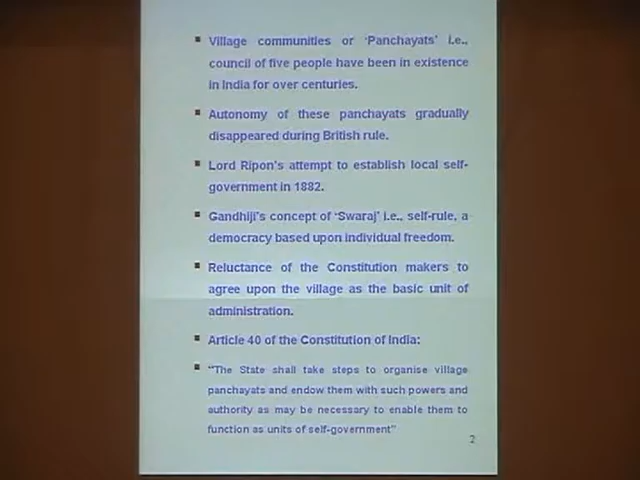 Village communities or 'Panchayats' i.e.,
council of five people have been in existence
in India for over centuries.
Autonomy of these panchayats gradually
disappeared during British rule.
Lord Ripon's attempt to establish local self-
government in 1882.
Gandhiji's concept of 'Swaraj' i.e., self-rule, a
democracy based upon individual freedom.
Reluctance of the Constitution makers to
agree upon the village as the basic unit of
administration.
Article 40 of the Constitution of India:
"The State shall take steps to organise village
panchayats and endow them with such powers and
authority as may be necessary to enable them to
function as units of self-government"
2